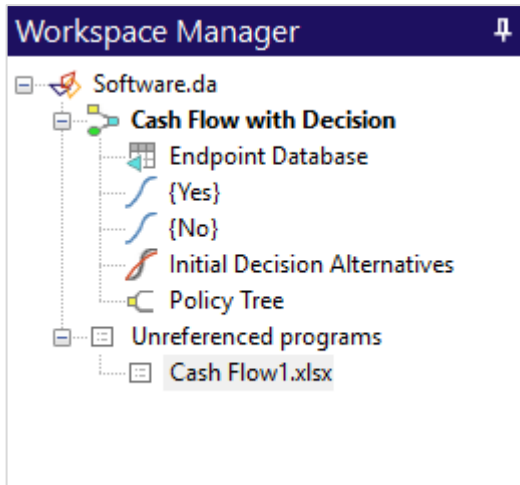 Workspace Manager
Software.da
Cash Flow with Decision
Endpoint Database
{Yes}
{No}
Initial Decision Alternatives
Policy Tree
Unreferenced programs
Cash Flow1.xlsx